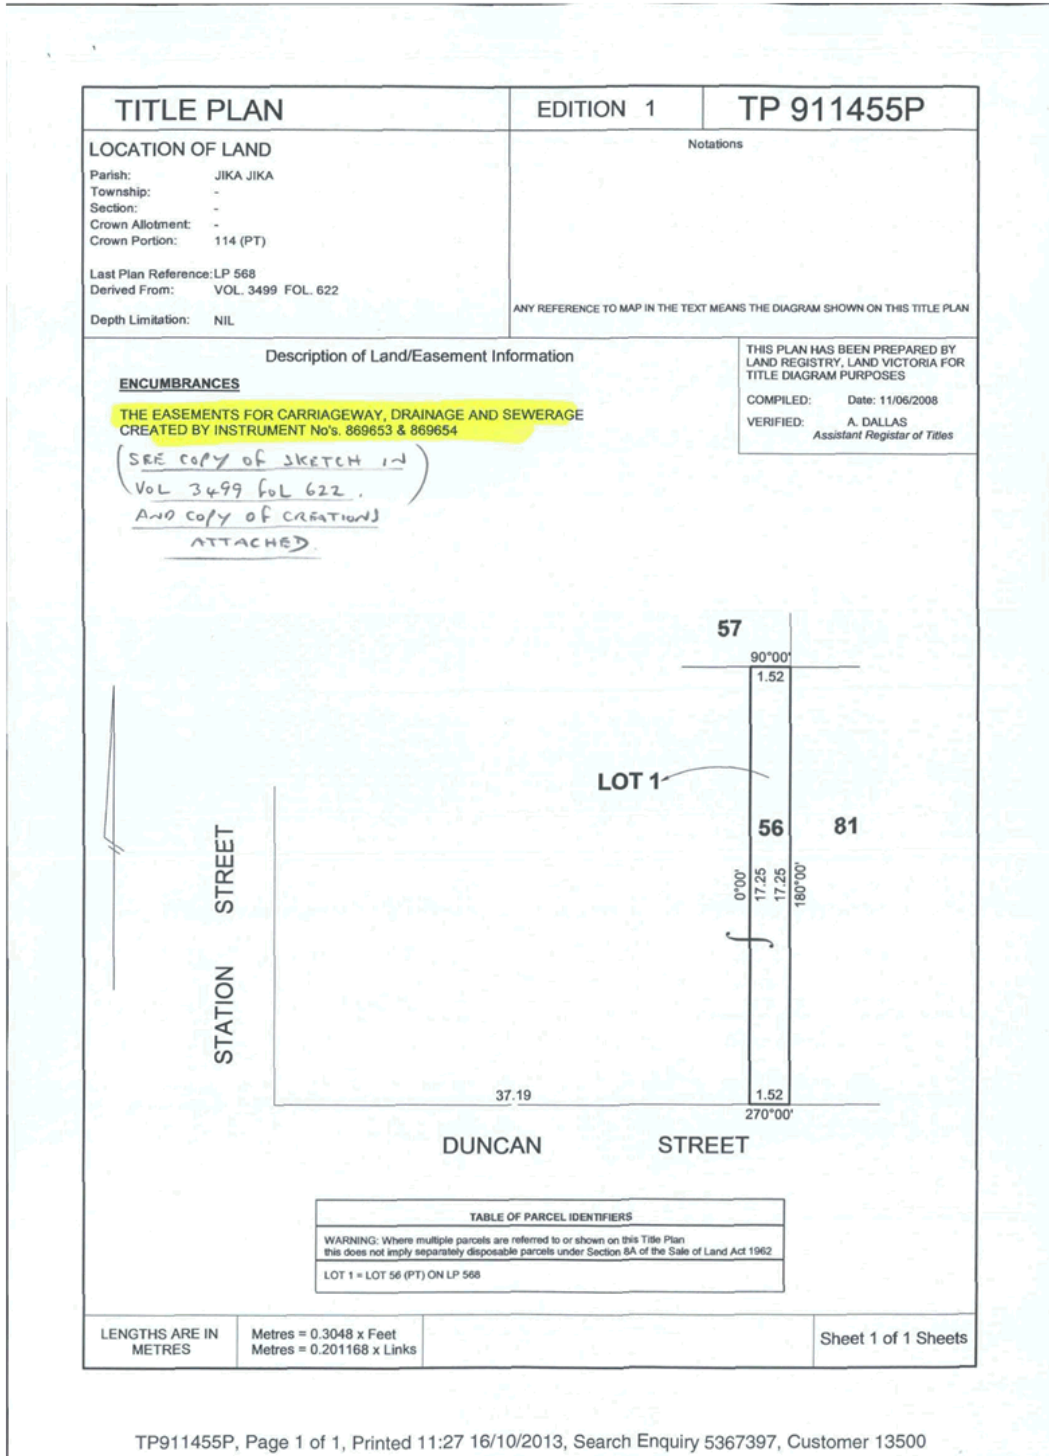 TITLE PLAN
EDITION 1
TP 911455P
LOCATION OF LAND
Parish: JIKA JIKA
Township: -
Section: -
Crown Allotment: -
Crown Portion: 114 (PT)
Last Plan Reference: LP 568
Derived From: VOL. 3499 FOL. 622
Depth Limitation: NIL
Notations
ANY REFERENCE TO MAP IN THE TEXT MEANS THE DIAGRAM SHOWN ON THIS TITLE PLAN
Description of Land/Easement Information
ENCUMBRANCES
THE EASEMENTS FOR CARRIAGEWAY, DRAINAGE AND SEWERAGE
CREATED BY INSTRUMENT No's. 869653 & 869654
(SEE COPY OF SKETCH IN
VOL 3499 FOL 622.)
AND COPY OF CREATIONS
ATTACHED.
THIS PLAN HAS BEEN PREPARED BY
LAND REGISTRY, LAND VICTORIA FOR
TITLE DIAGRAM PURPOSES
COMPILED: Date: 11/06/2008
VERIFIED: A. DALLAS
Assistant Registar of Titles
57
90°00'
1.52
LOT 1
56
81
0°00'
17.25
17.25
180°00'
STATION STREET
37.19
1.52
270°00'
DUNCAN STREET
TABLE OF PARCEL IDENTIFIERS
WARNING: Where multiple parcels are referred to or shown on this Title Plan
this does not imply separately disposable parcels under Section 8A of the Sale of Land Act 1962
LOT 1 = LOT 56 (PT) ON LP 568
LENGTHS ARE IN
METRES
Metres = 0.3048 x Feet
Metres = 0.201168 x Links
Sheet 1 of 1 Sheets
TP911455P, Page 1 of 1, Printed 11:27 16/10/2013, Search Enquiry 5367397, Customer 13500